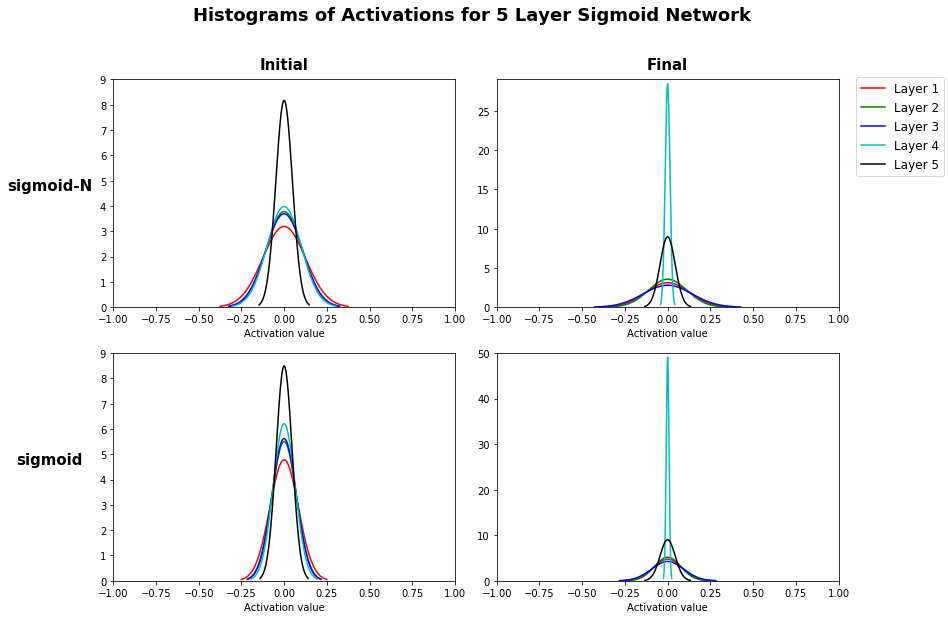 Histograms of Activations for 5 Layer Sigmoid Network
Initial
Final
sigmoid-N
9
8
7
6
5
4
3
2
1
0
−1.00 −0.75 −0.50 −0.25 0.00 0.25 0.50 0.75 1.00
Activation value
25
20
15
10
5
0
−1.00 −0.75 −0.50 −0.25 0.00 0.25 0.50 0.75 1.00
Activation value
Layer 1
Layer 2
Layer 3
Layer 4
Layer 5
sigmoid
9
8
7
6
5
4
3
2
1
0
−1.00 −0.75 −0.50 −0.25 0.00 0.25 0.50 0.75 1.00
Activation value
50
40
30
20
10
0
−1.00 −0.75 −0.50 −0.25 0.00 0.25 0.50 0.75 1.00
Activation value